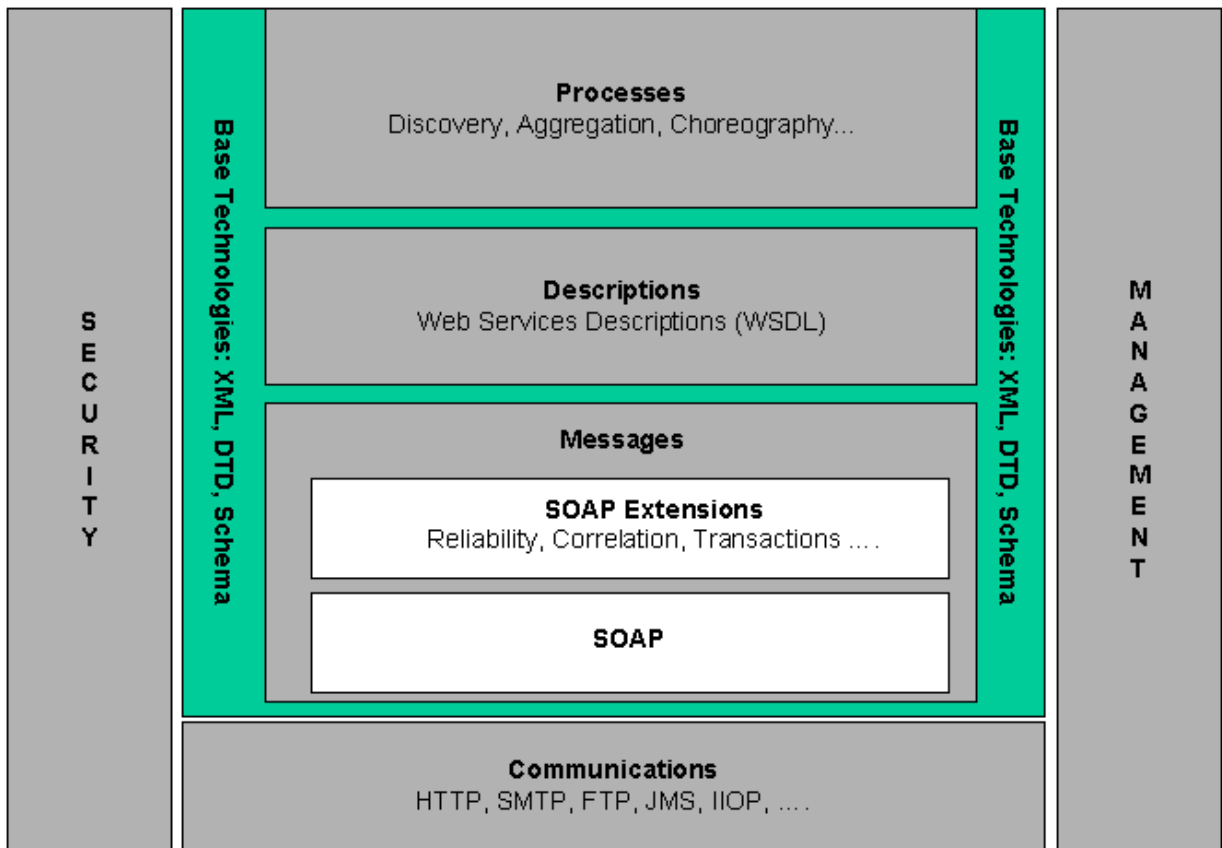 SECURITY
Base Technologies: XML, DTD, Schema
Processes
Discovery, Aggregation, Choreography...
Descriptions
Web Services Descriptions (WSDL)
Messages
SOAP Extensions
Reliability, Correlation, Transactions ....
SOAP
Base Technologies: XML, DTD, Schema
MANAGEMENT
Communications
HTTP, SMTP, FTP, JMS, IIOP, ....